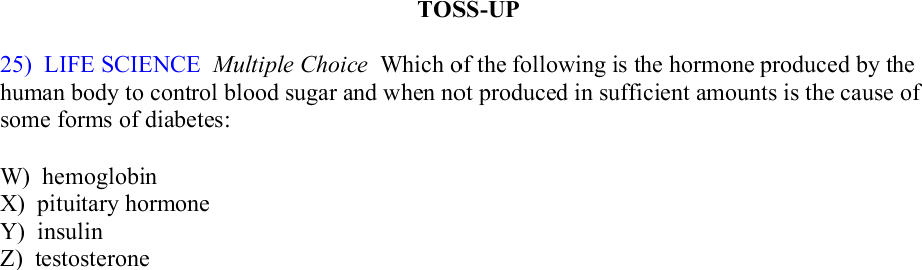 TOSS-UP
25) LIFE SCIENCE Multiple Choice Which of the following is the hormone produced by the
human body to control blood sugar and when not produced in sufficient amounts is the cause of
some forms of diabetes:
W) hemoglobin
X) pituitary hormone
Y) insulin
Z) testosterone